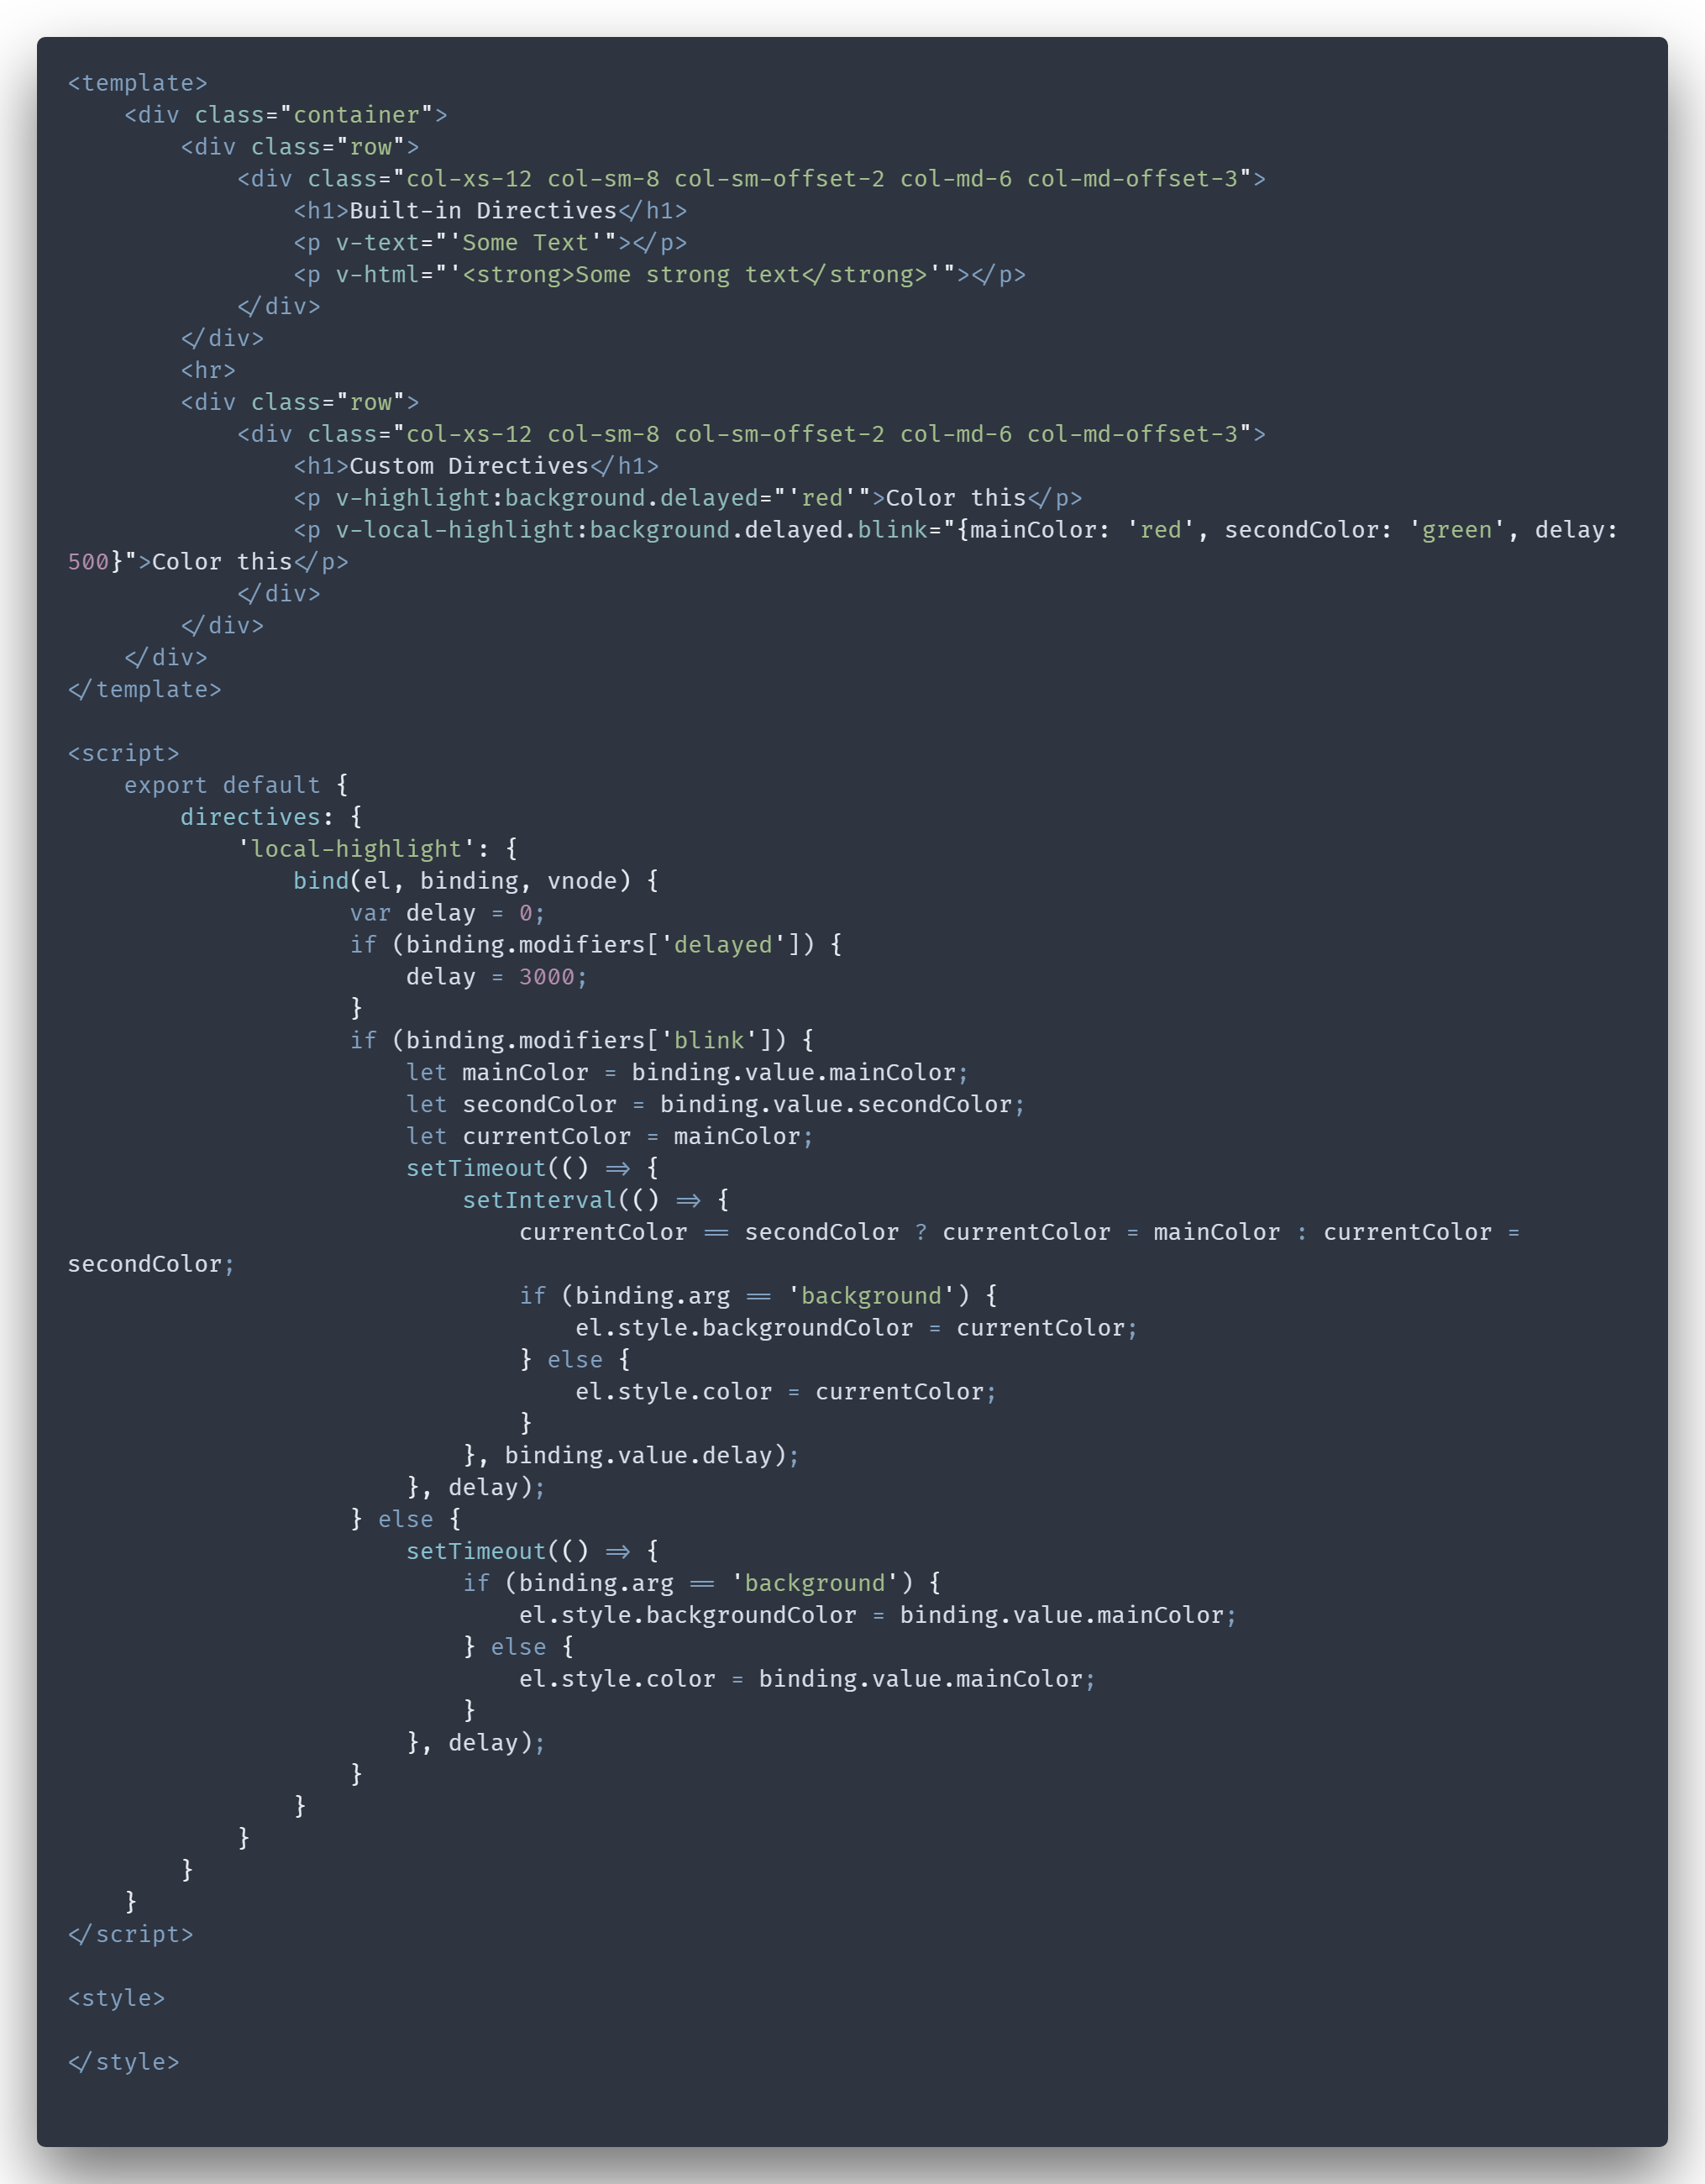 <template>
    <div class="container">
        <div class="row">
            <div class="col-xs-12 col-sm-8 col-sm-offset-2 col-md-6 col-md-offset-3">
                <h1>Built-in Directives</h1>
                <p v-text="'Some Text'"></p>
                <p v-html="'<strong>Some strong text</strong>'"></p>
            </div>
        </div>
        <hr>
        <div class="row">
            <div class="col-xs-12 col-sm-8 col-sm-offset-2 col-md-6 col-md-offset-3">
                <h1>Custom Directives</h1>
                <p v-highlight:background.delayed="'red'">Color this</p>
                <p v-local-highlight:background.delayed.blink="{mainColor: 'red', secondColor: 'green', delay:
500}">Color this</p>
            </div>
        </div>
    </div>
</template>

<script>
    export default {
        directives: {
            'local-highlight': {
                bind(el, binding, vnode) {
                    var delay = 0;
                    if (binding.modifiers['delayed']) {
                        delay = 3000;
                    }
                    if (binding.modifiers['blink']) {
                        let mainColor = binding.value.mainColor;
                        let secondColor = binding.value.secondColor;
                        let currentColor = mainColor;
                        setTimeout(() => {
                            setInterval(() => {
                                currentColor == secondColor ? currentColor = mainColor : currentColor =
secondColor;
                                if (binding.arg == 'background') {
                                    el.style.backgroundColor = currentColor;
                                } else {
                                    el.style.color = currentColor;
                                }
                            }, binding.value.delay);
                        }, delay);
                    } else {
                        setTimeout(() => {
                            if (binding.arg == 'background') {
                                el.style.backgroundColor = binding.value.mainColor;
                            } else {
                                el.style.color = binding.value.mainColor;
                            }
                        }, delay);
                    }
                }
            }
        }
    }
</script>

<style>

</style>